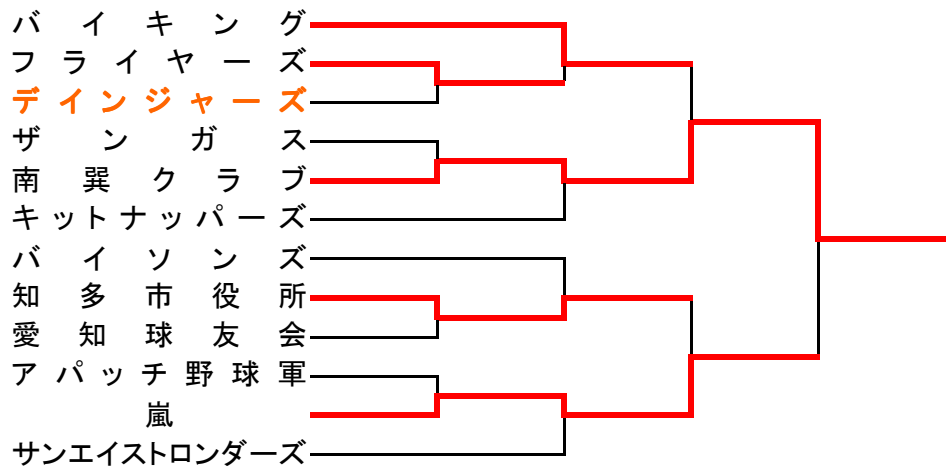 バイキング
フライヤーズ
デインジャーズ
ザンガス
南巽クラブ
キットナッパーズ
バイソンズ
知多市役所
愛知球友会
アパッチ野球軍
嵐
サンエイストロンダーズ